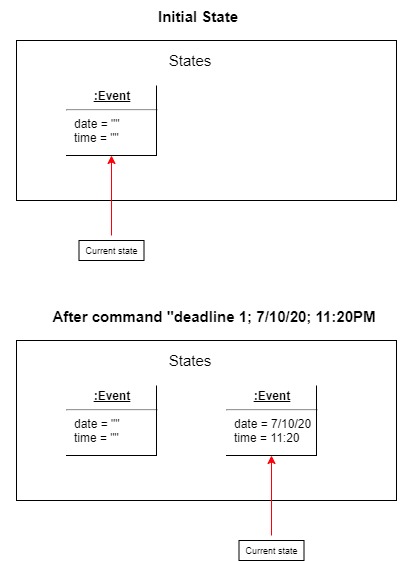 Initial State
States
:Event
date = ""
time = ""
Current state
After command "deadline 1; 7/10/20; 11:20PM
States
:Event
date = ""
time = ""
:Event
date = 7/10/20
time = 11:20
Current state